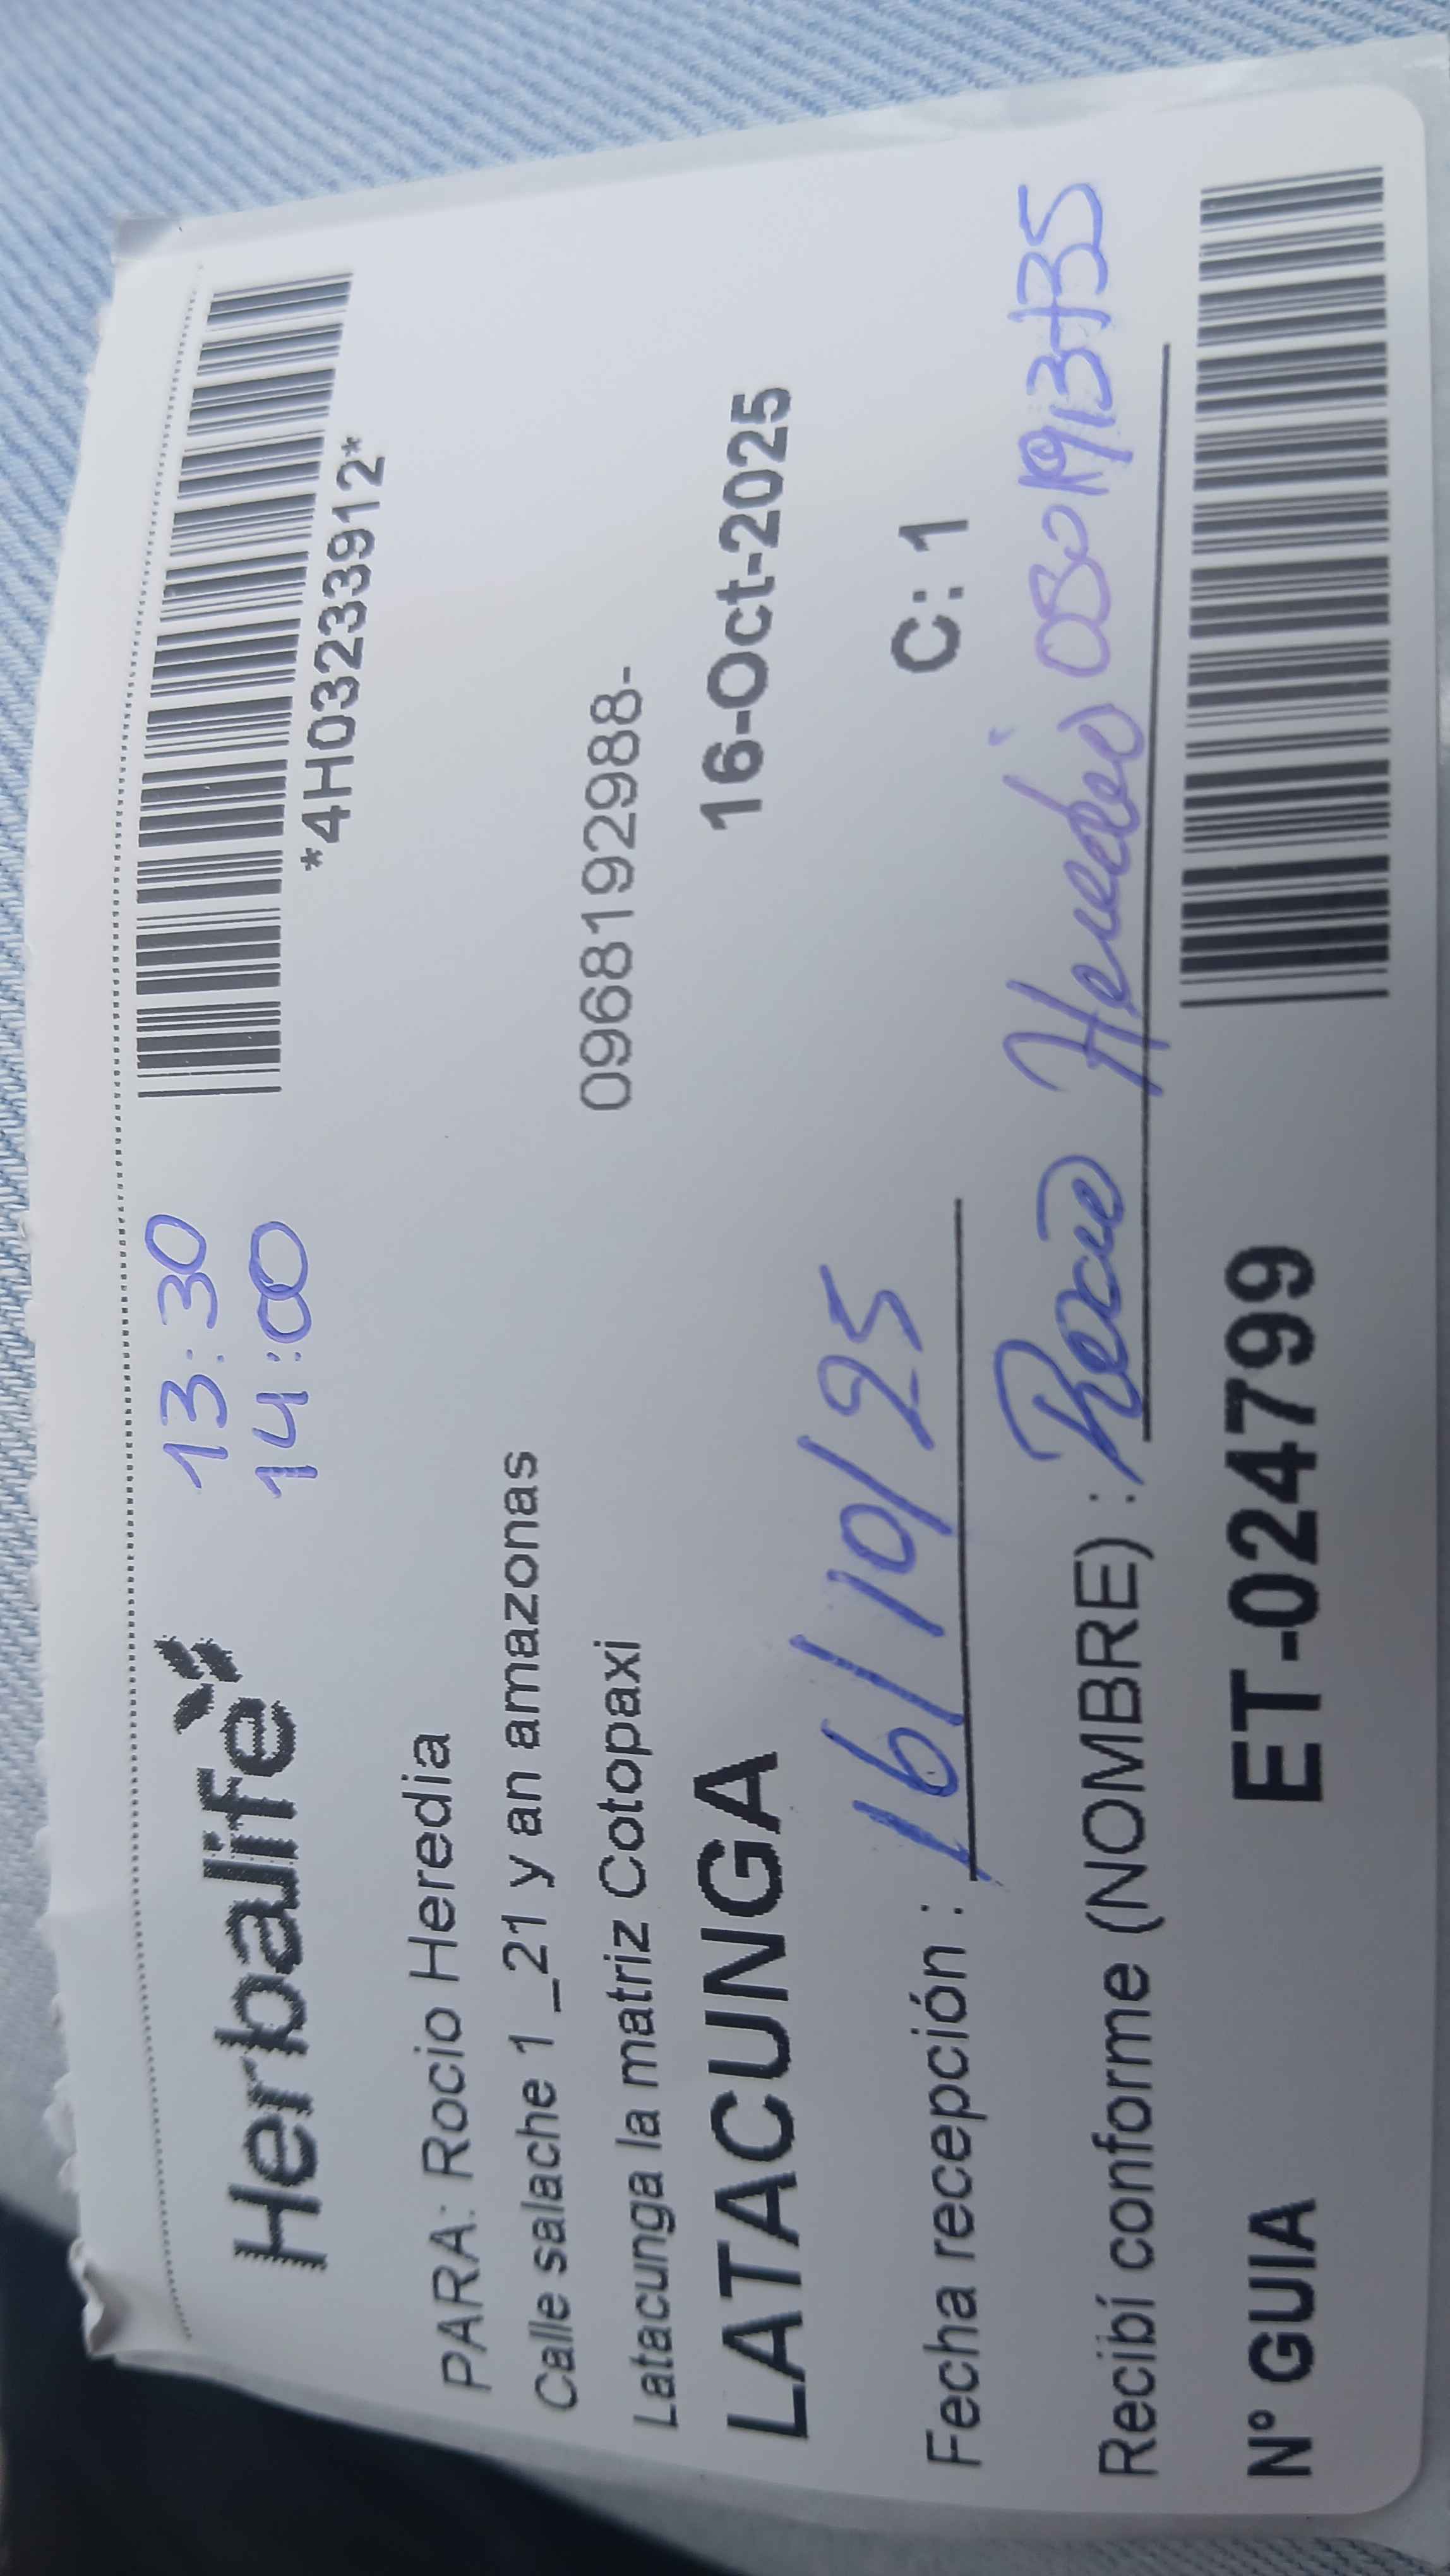 Herbalife
13:30
14:00
*4H03233912*
PARA: Rocio Heredia
Calle salache 1 _21 y an amazonas
Latacunga la matriz Cotopaxi
0968192988-
LATACUNGA
16-Oct-2025
Fecha recepción : 16/10/25
C: 1
Recibí conforme (NOMBRE) : Rocio Heredia
N° GUIA ET-024799